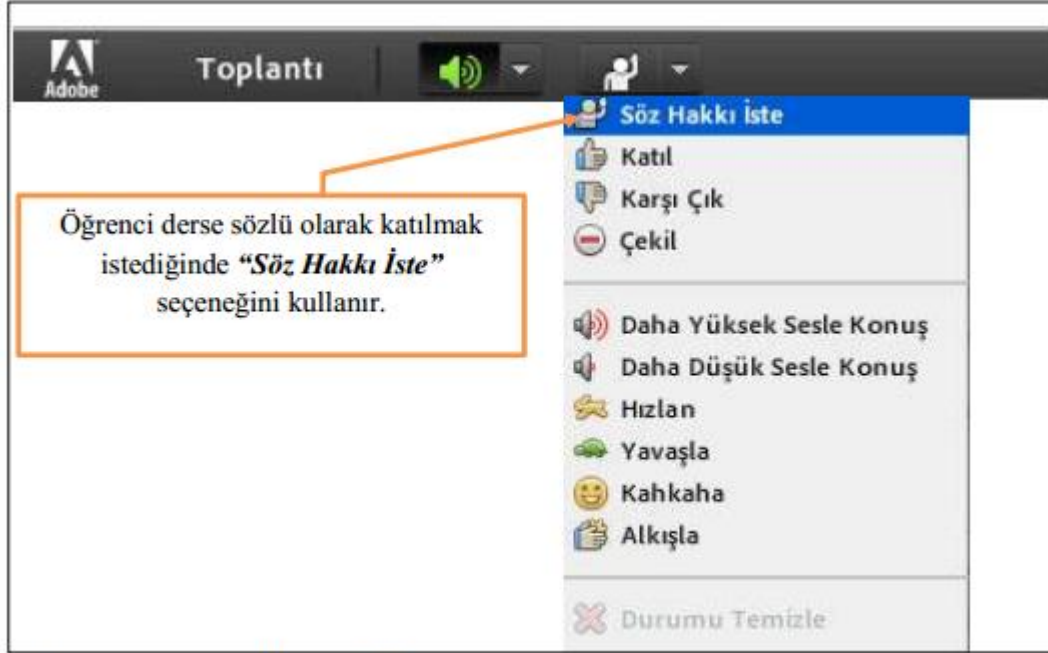 Adobe
Toplantı
Söz Hakkı İste
Katıl
Karşı Çık
Çekil
Daha Yüksek Sesle Konuş
Daha Düşük Sesle Konuş
Hızlan
Yavaşla
Kahkaha
Alkışla
Durumu Temizle
Öğrenci derse sözlü olarak katılmak
istediğinde “Söz Hakkı İste”
seçeneğini kullanır.